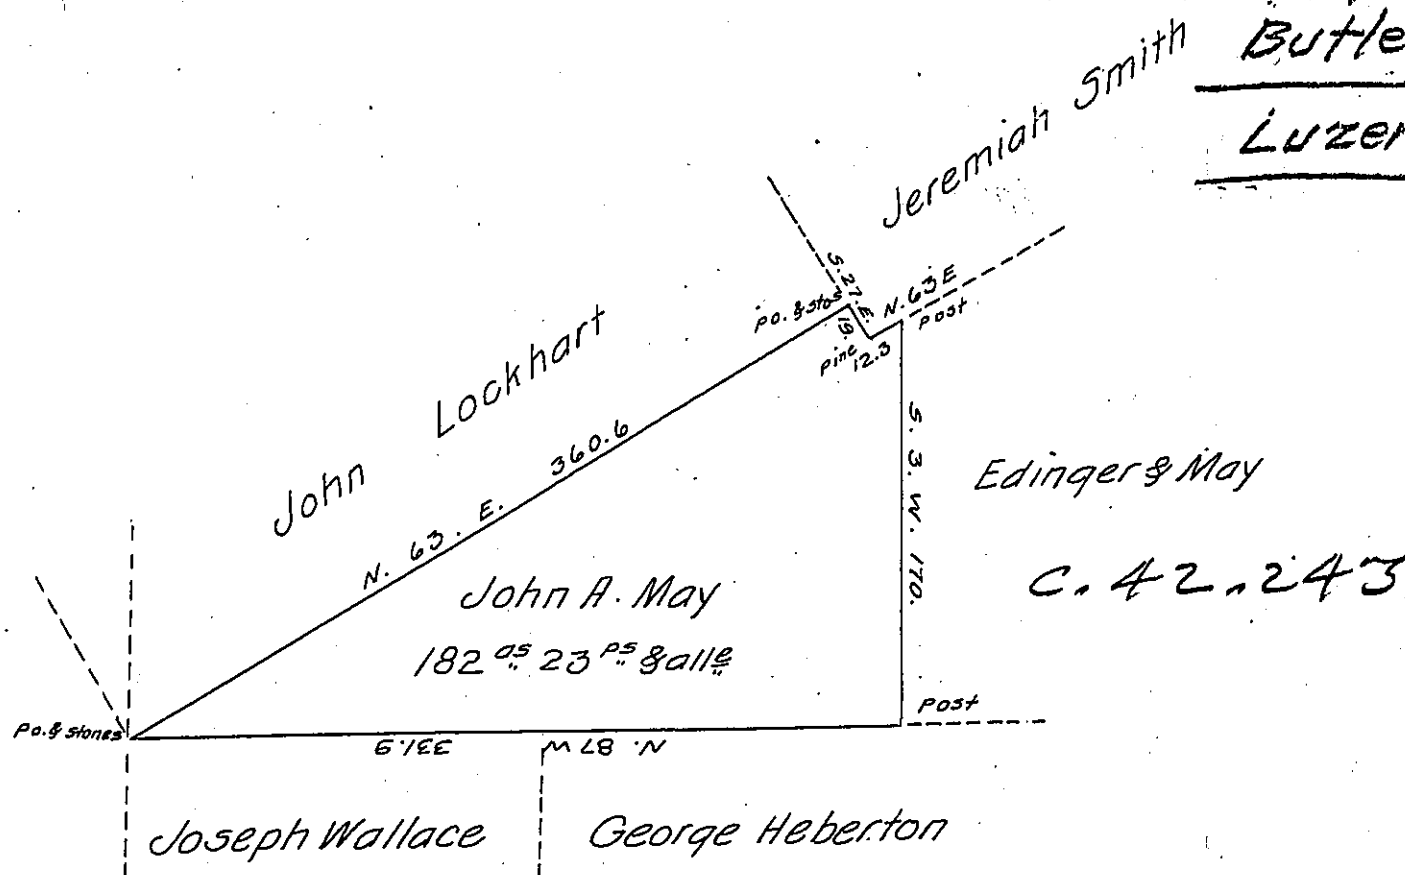 Butle
Luzer
Jeremiah Smith
S. 27. E.
19.
N. 63 E
Po. & stos
Pine
12.3
Post
John Lockhart
N. 63. E. 360.6
S. 3. W. 170.
Edinger & May
C. 42. 243
John A. May
182 as 23 ps & alle
Po. & stones
Post
N. 87 W 331.9
Joseph Wallace
George Heberton